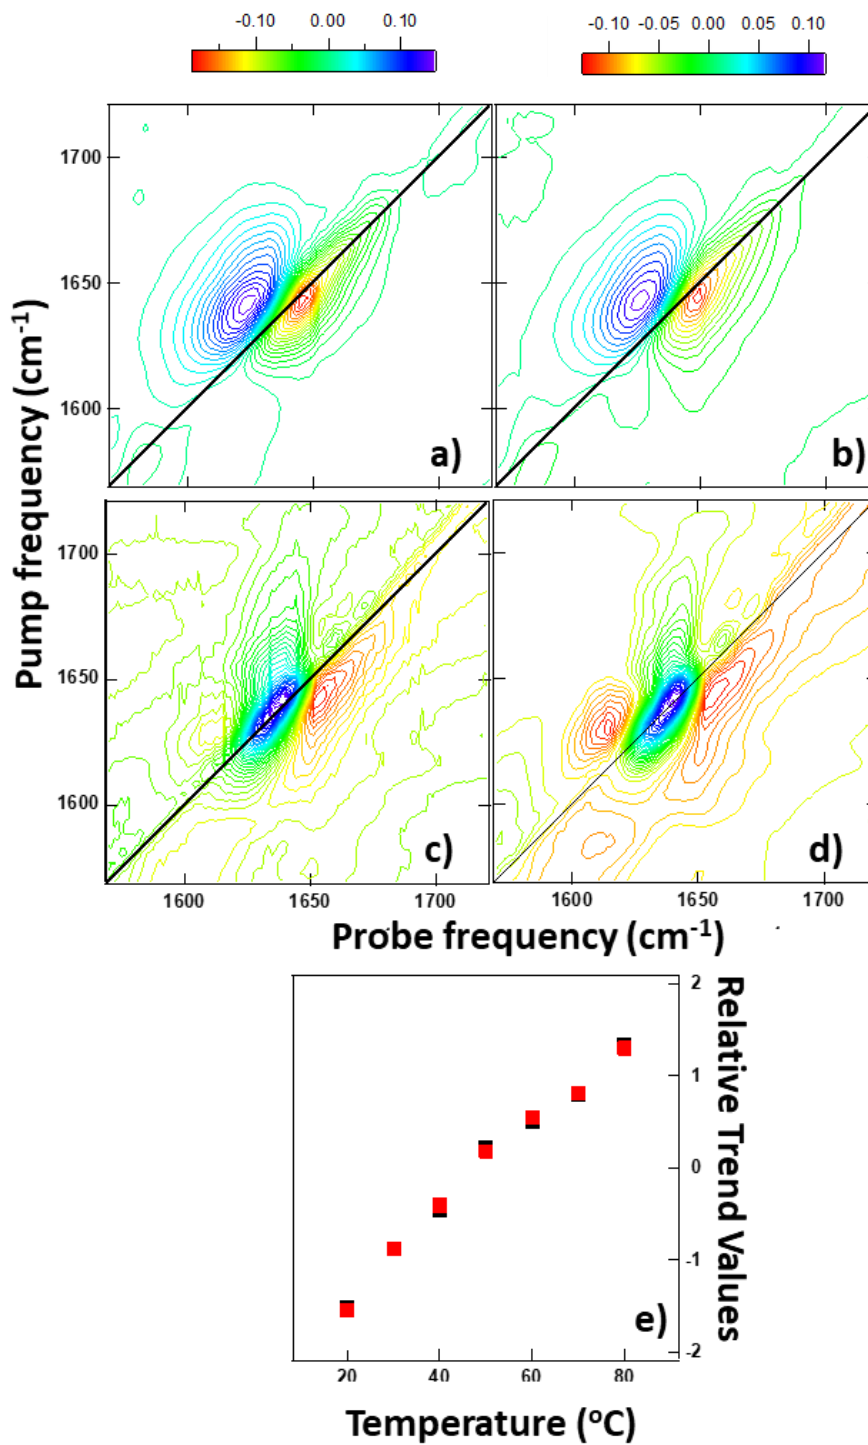 -0.10 0.00 0.10
-0.10 -0.05 0.00 0.05 0.10
1700
1650
1600
a)
b)
1700
1650
1600
c)
d)
1600 1650 1700
1600 1650 1700
Pump frequency (cm-1)
Probe frequency (cm-1)
2
1
0
-1
-2
e)
20 40 60 80
Relative Trend Values
Temperature (oC)